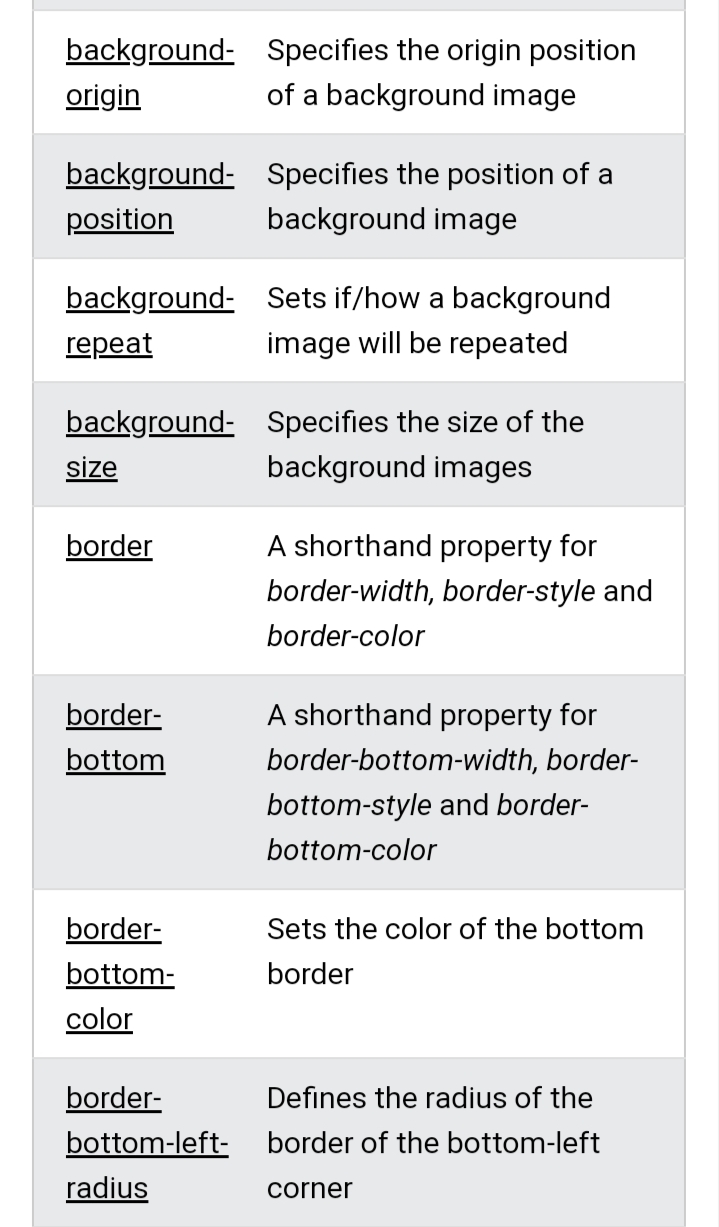 background-
origin
Specifies the origin position
of a background image
background-
position
Specifies the position of a
background image
background-
repeat
Sets if/how a background
image will be repeated
background-
size
Specifies the size of the
background images
border
A shorthand property for
border-width, border-style and
border-color
border-
bottom
A shorthand property for
border-bottom-width, border-
bottom-style and border-
bottom-color
border-
bottom-
color
Sets the color of the bottom
border
border-
bottom-left-
radius
Defines the radius of the
border of the bottom-left
corner